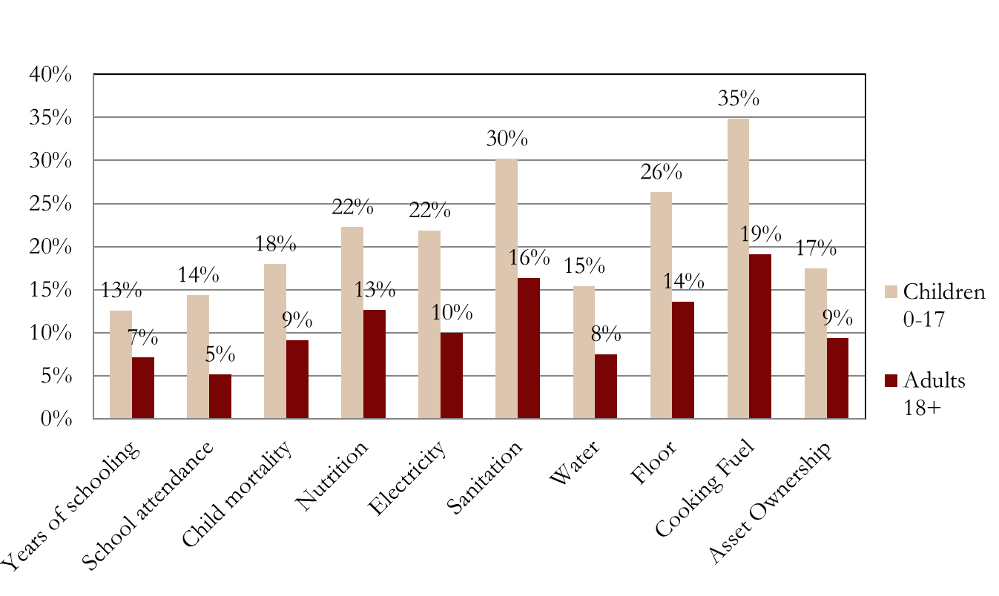 40%
35%
30%
25%
20%
15%
10%
5%
0%
13%
7%
14%
5%
18%
9%
22%
13%
22%
10%
30%
16%
15%
8%
26%
14%
35%
19%
17%
9%
Years of schooling
School attendance
Child mortality
Nutrition
Electricity
Sanitation
Water
Floor
Cooking Fuel
Asset Ownership
Children
0-17
Adults
18+